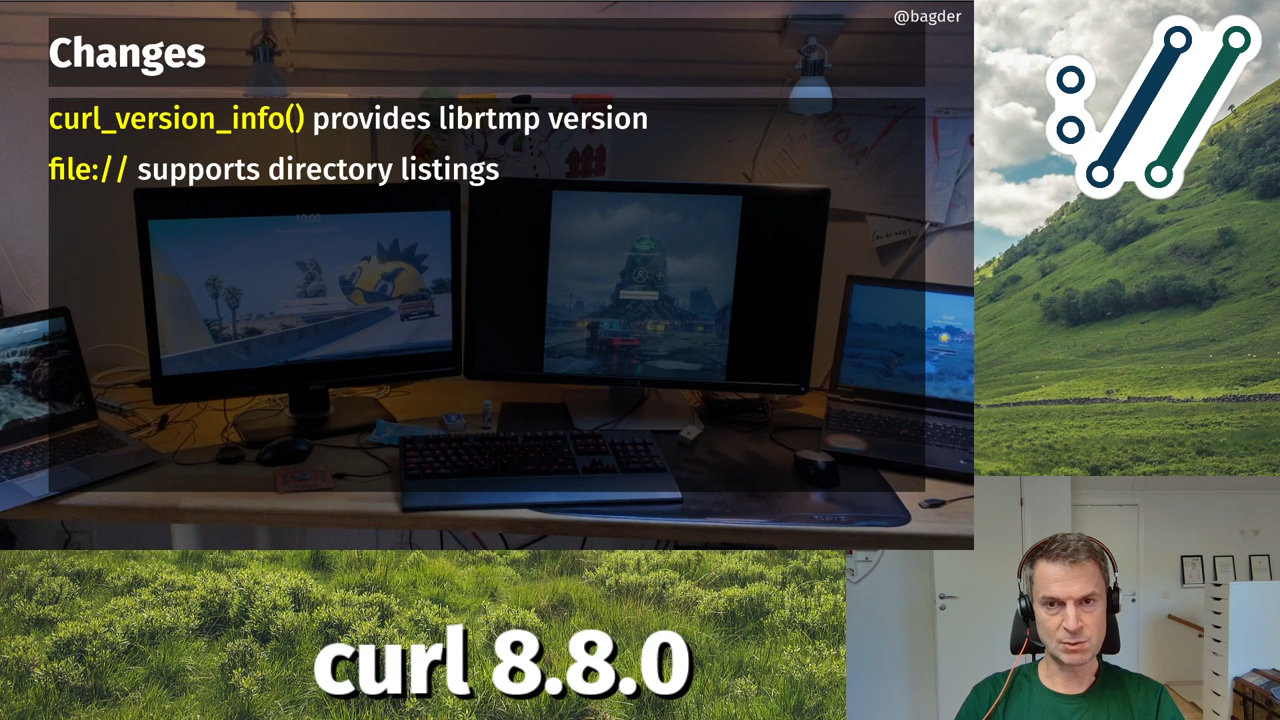 @bagder
Changes
curl_version_info() provides librtmp version
file:// supports directory listings
curl 8.8.0